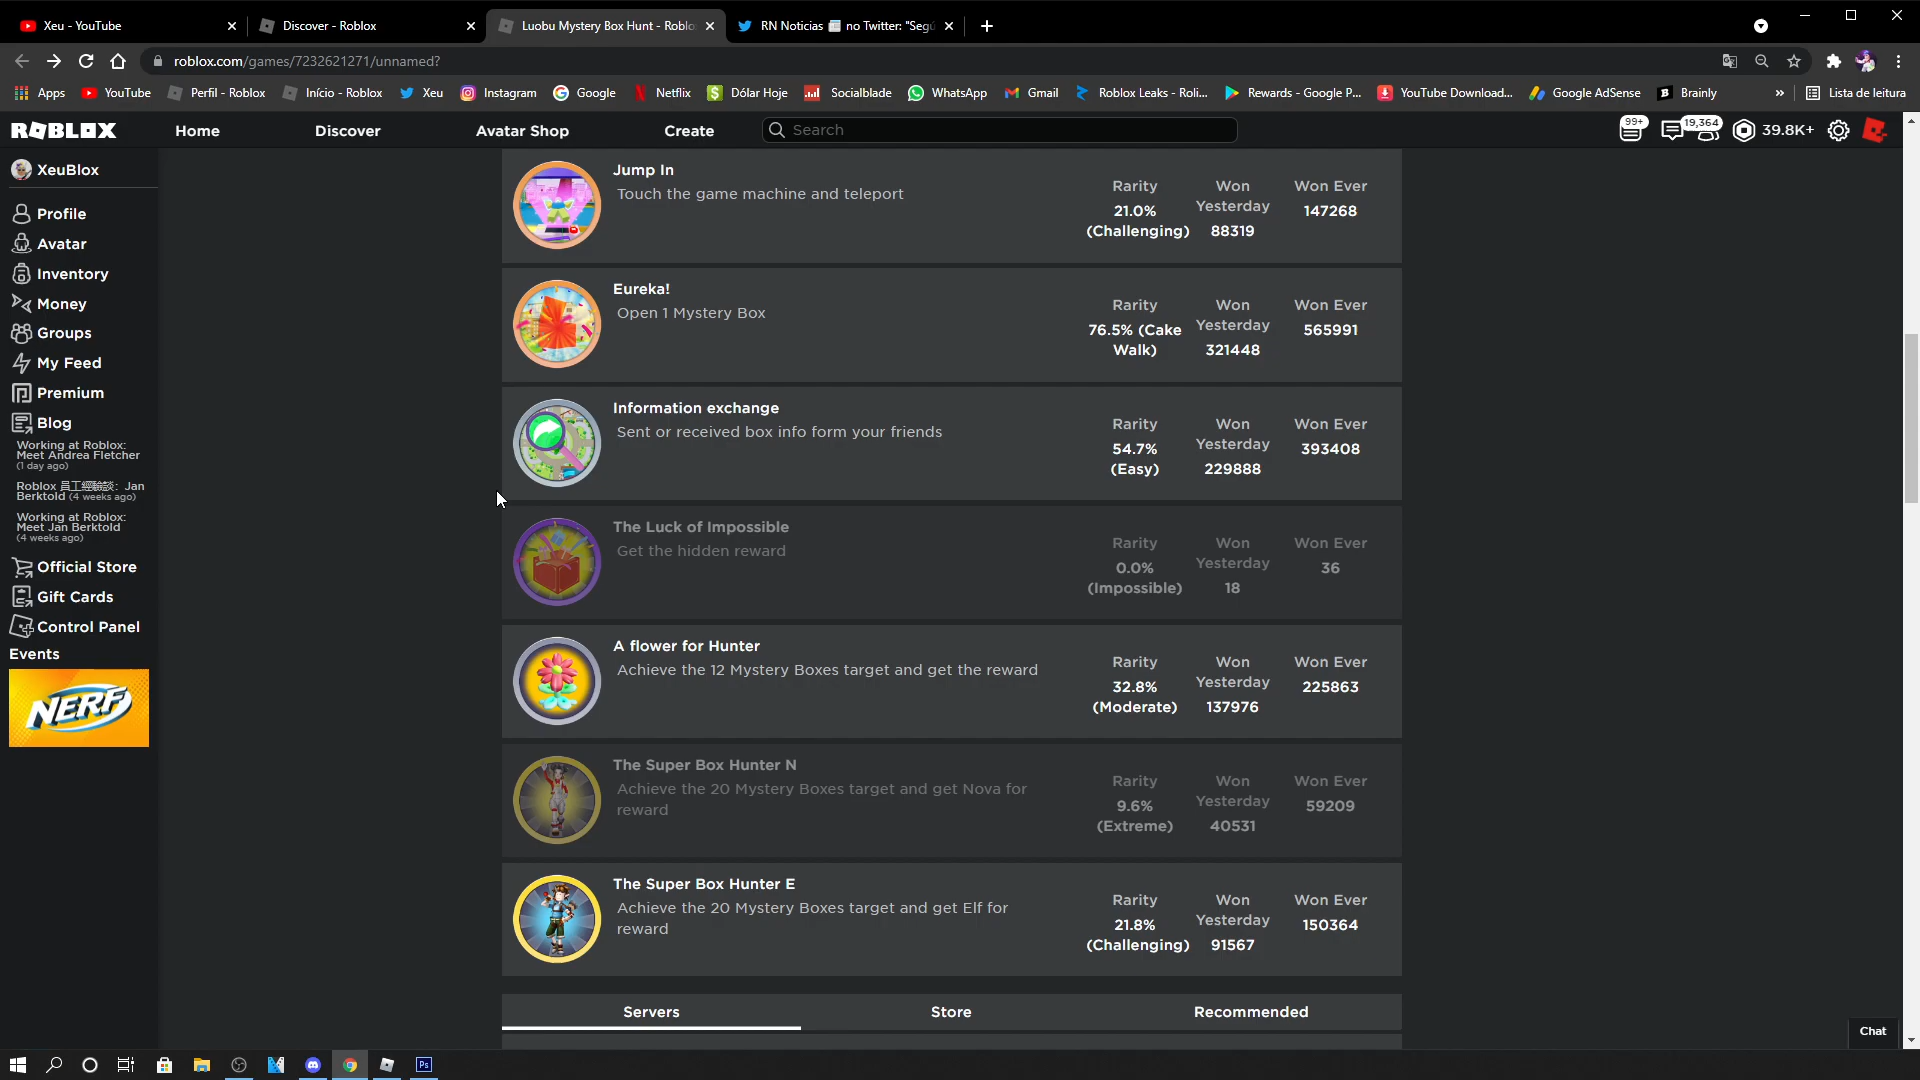 Xeu - YouTube
Discover - Roblox
Luobu Mystery Box Hunt - Roblo
RN Noticias 📰 no Twitter: "Segú
roblox.com/games/7232621271/unnamed?
Apps
YouTube
Perfil - Roblox
Início - Roblox
Xeu
Instagram
Google
Netflix
Dólar Hoje
Socialblade
WhatsApp
Gmail
Roblox Leaks - Roli...
Rewards - Google P...
YouTube Download...
Google AdSense
Brainly
»
Lista de leitura
ROBLOX
Home
Discover
Avatar Shop
Create
Search
99+
19,364
39.8K+
XeuBlox
Profile
Avatar
Inventory
Money
Groups
My Feed
Premium
Blog
Working at Roblox:
Meet Andrea Fletcher
(1 day ago)
Roblox 員工經驗談：Jan
Berktold (4 weeks ago)
Working at Roblox:
Meet Jan Berktold
(4 weeks ago)
Official Store
Gift Cards
Control Panel
Events
NERF
Jump In
Touch the game machine and teleport
Rarity
21.0%
(Challenging)
Won
Yesterday
88319
Won Ever
147268
Eureka!
Open 1 Mystery Box
Rarity
76.5% (Cake
Walk)
Won
Yesterday
321448
Won Ever
565991
Information exchange
Sent or received box info form your friends
Rarity
54.7%
(Easy)
Won
Yesterday
229888
Won Ever
393408
The Luck of Impossible
Get the hidden reward
Rarity
0.0%
(Impossible)
Won
Yesterday
18
Won Ever
36
A flower for Hunter
Achieve the 12 Mystery Boxes target and get the reward
Rarity
32.8%
(Moderate)
Won
Yesterday
137976
Won Ever
225863
The Super Box Hunter N
Achieve the 20 Mystery Boxes target and get Nova for
reward
Rarity
9.6%
(Extreme)
Won
Yesterday
40531
Won Ever
59209
The Super Box Hunter E
Achieve the 20 Mystery Boxes target and get Elf for
reward
Rarity
21.8%
(Challenging)
Won
Yesterday
91567
Won Ever
150364
Servers
Store
Recommended
Chat
Ps